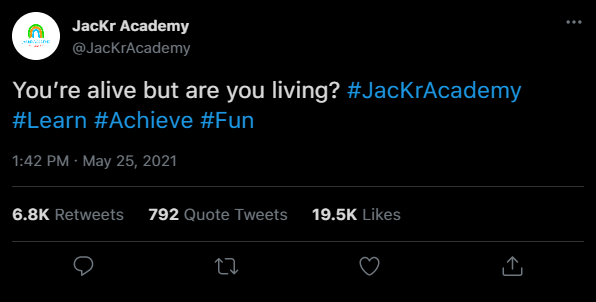 JacKr Academy
@JacKrAcademy
You’re alive but are you living? #JacKrAcademy
#Learn #Achieve #Fun
1:42 PM · May 25, 2021
6.8K Retweets 792 Quote Tweets 19.5K Likes